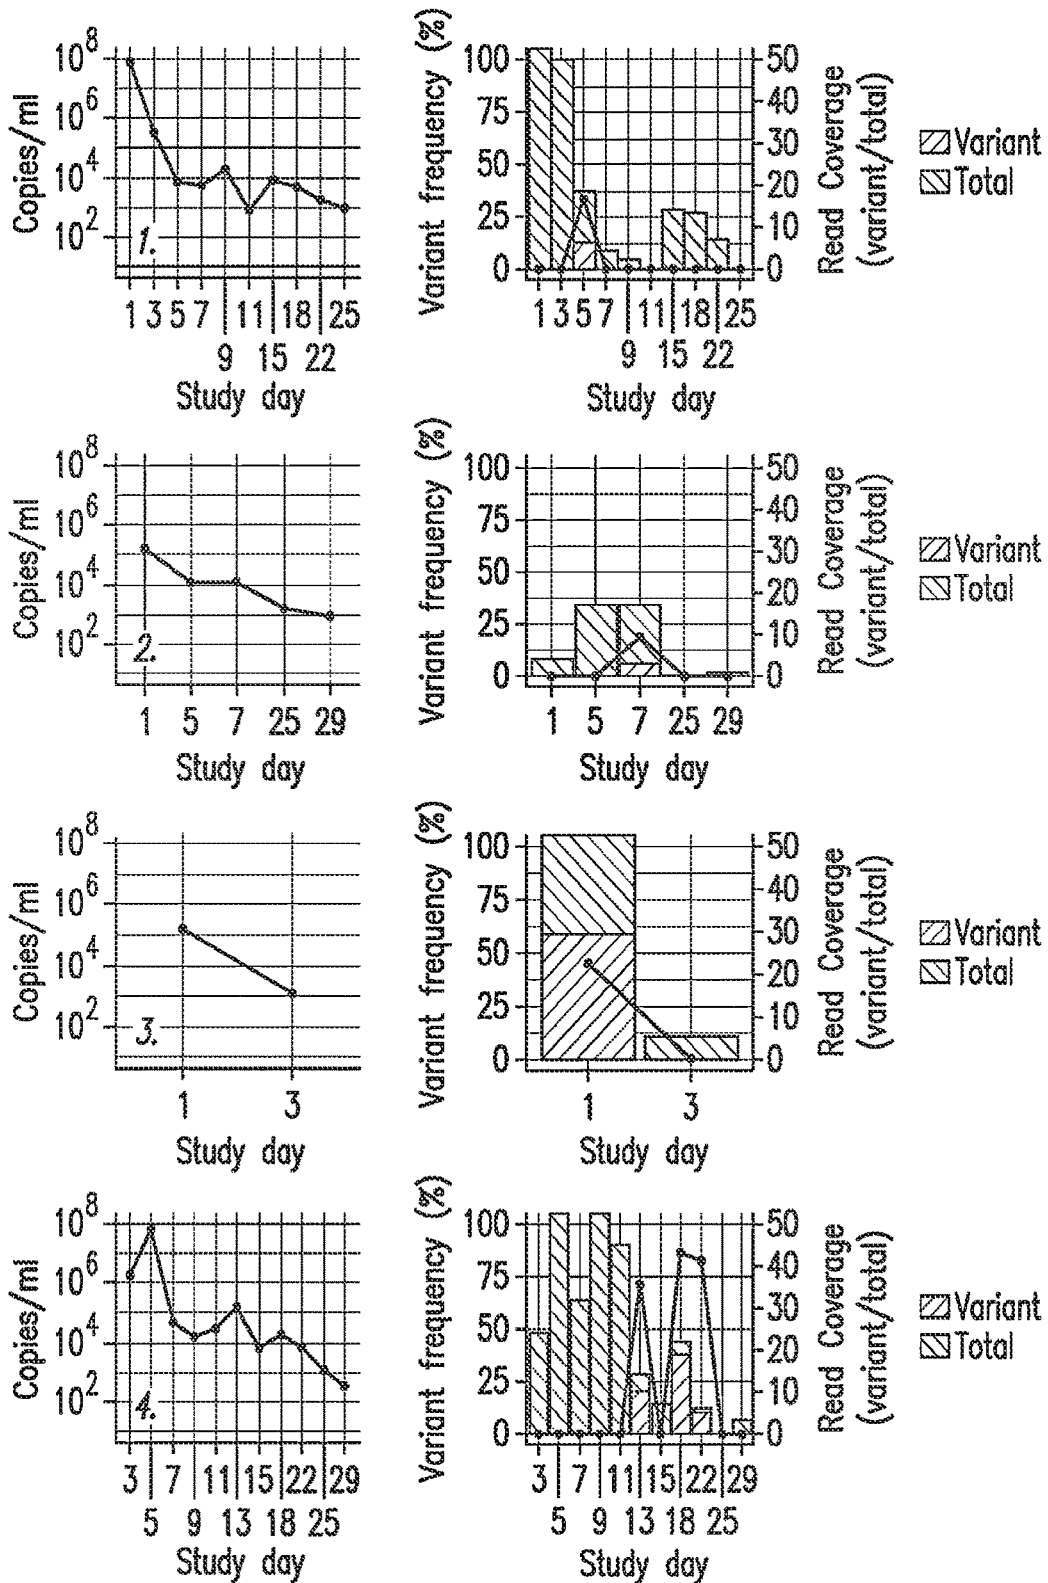 Copies/ml
10^8
10^6
10^4
10^2
1.
1 3 5 7 11 18 25
9 15 22
Study day
Variant frequency (%)
100
75
50
25
0
50
40
30
20
10
0
Read Coverage
(variant/total)
1 3 5 7 11 18 25
9 15 22
Study day
Variant
Total
Copies/ml
10^8
10^6
10^4
10^2
2.
1 5 7 25 29
Study day
Variant frequency (%)
100
75
50
25
0
50
40
30
20
10
0
Read Coverage
(variant/total)
1 5 7 25 29
Study day
Variant
Total
Copies/ml
10^8
10^6
10^4
10^2
3.
1 3
Study day
Variant frequency (%)
100
75
50
25
0
50
40
30
20
10
0
Read Coverage
(variant/total)
1 3
Study day
Variant
Total
Copies/ml
10^8
10^6
10^4
10^2
4.
3 7 11 15 22 29
5 9 13 18 25
Study day
Variant frequency (%)
100
75
50
25
0
50
40
30
20
10
0
Read Coverage
(variant/total)
3 7 11 15 22 29
5 9 13 18 25
Study day
Variant
Total